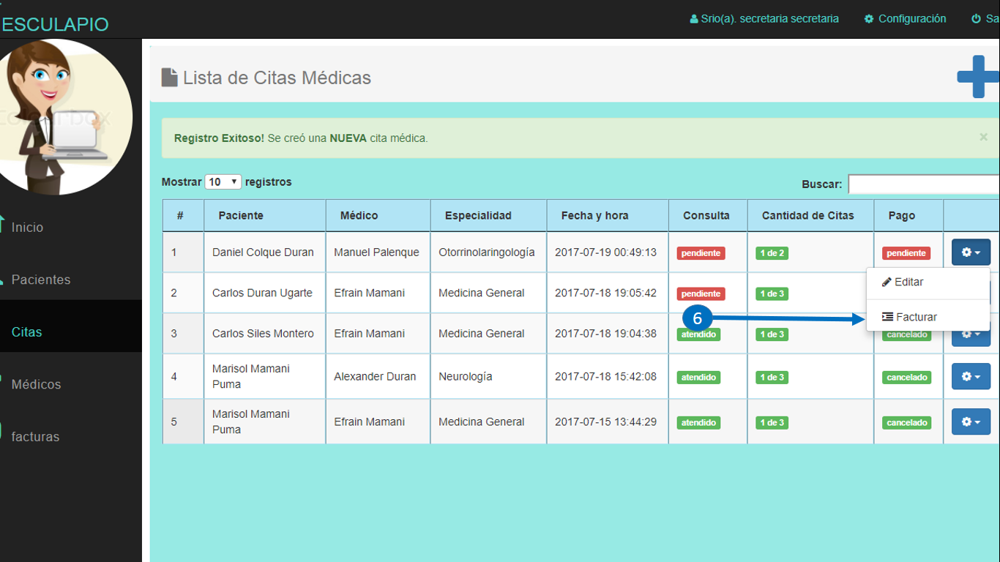 ESCULAPIO
Srio(a). secretaria secretaria
Configuración
Sa
Inicio
Pacientes
Citas
Médicos
facturas
Lista de Citas Médicas
Registro Exitoso! Se creó una NUEVA cita médica.
×
Mostrar 10 registros
Buscar:
# Paciente Médico Especialidad Fecha y hora Consulta Cantidad de Citas Pago
1 Daniel Colque Duran Manuel Palenque Otorrinolaringología 2017-07-19 00:49:13 pendiente 1 de 2 pendiente
Editar
2 Carlos Duran Ugarte Efrain Mamani Medicina General 2017-07-18 19:05:42 pendiente 1 de 3
6
Facturar
3 Carlos Siles Montero Efrain Mamani Medicina General 2017-07-18 19:04:38 atendido 1 de 3 cancelado
4 Marisol Mamani Puma Alexander Duran Neurología 2017-07-18 15:42:08 atendido 1 de 3 cancelado
5 Marisol Mamani Puma Efrain Mamani Medicina General 2017-07-15 13:44:29 atendido 1 de 3 cancelado